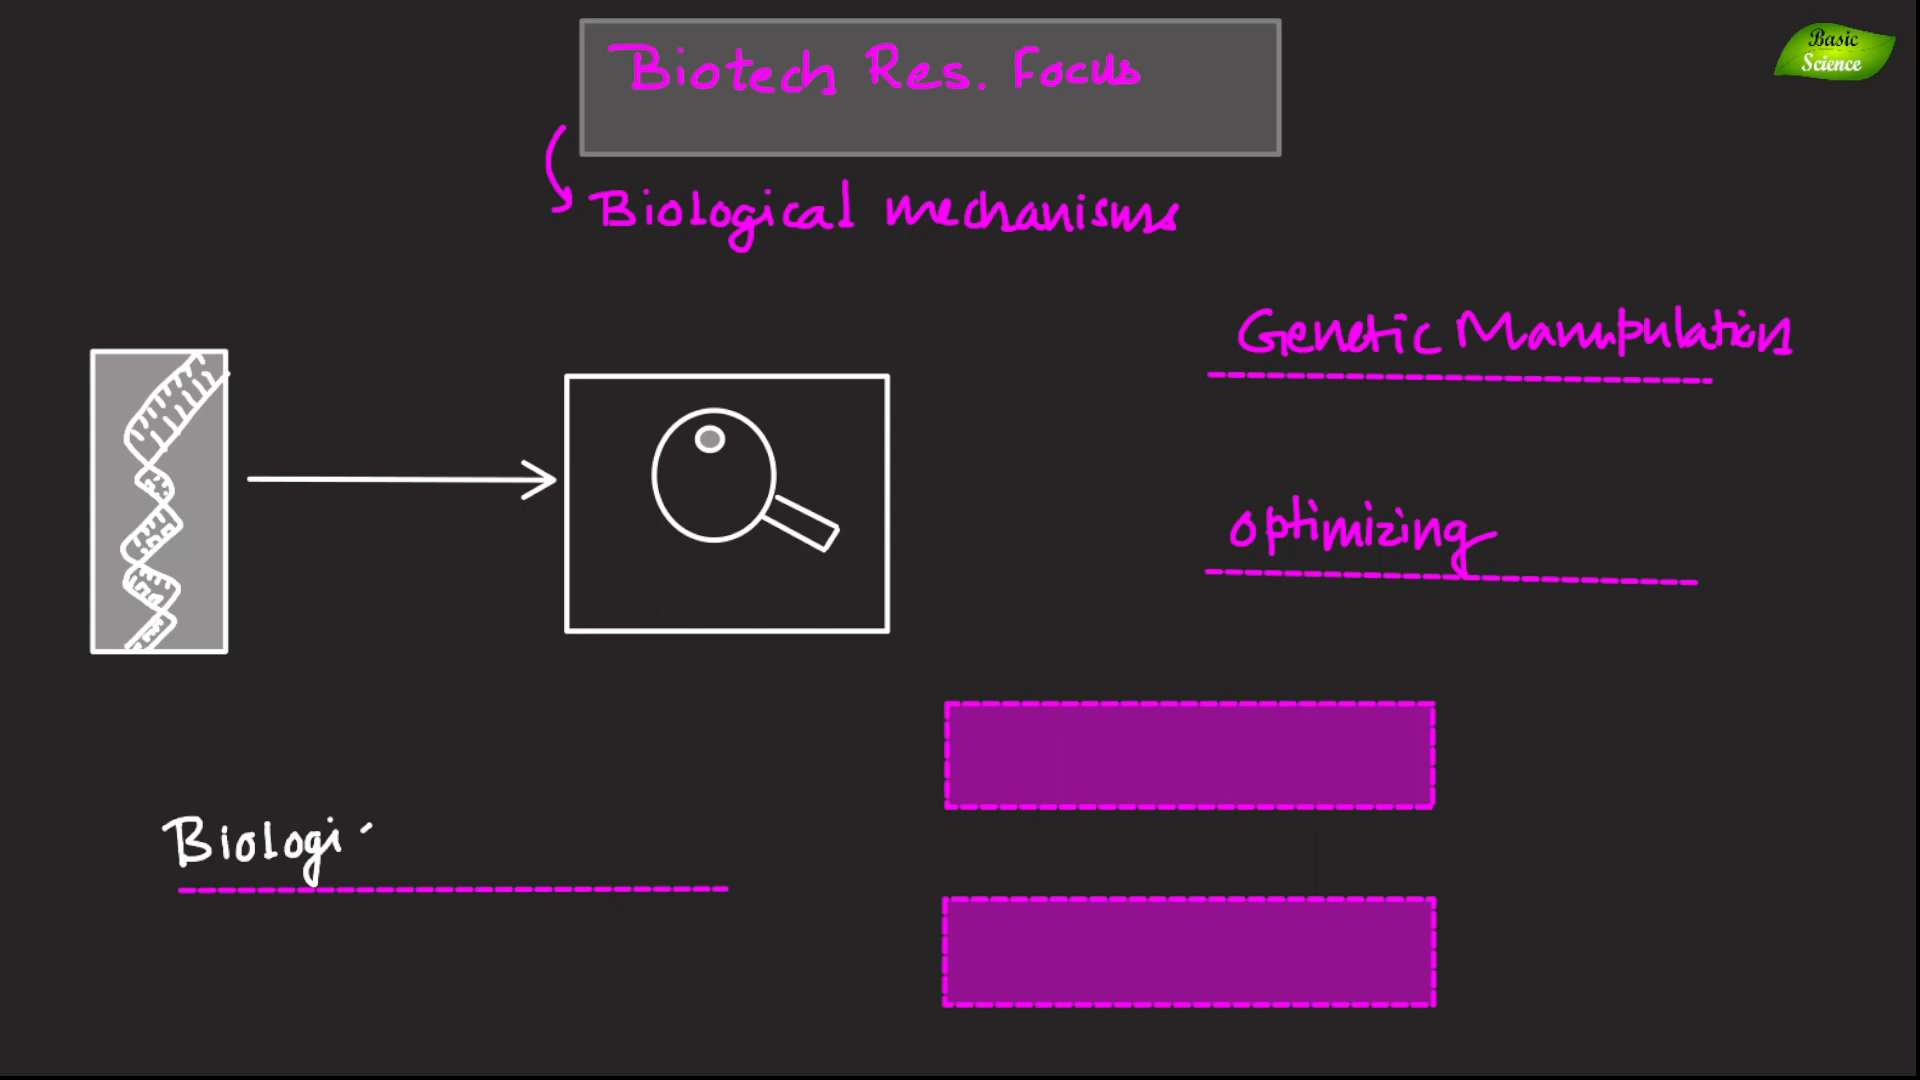 Biotech Res. Focus
Basic
Science
Biological mechanisms
Genetic Manipulation
optimizing
Biologi